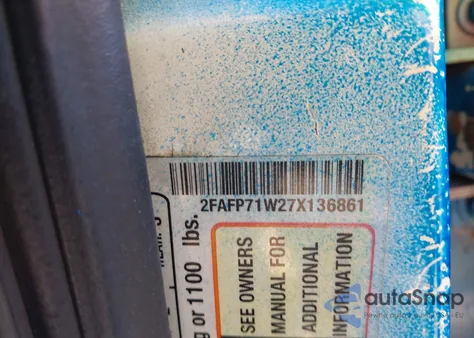 2FAFP71W27X136861
g or 1100 lbs.
SEE OWNERS
MANUAL FOR
ADDITIONAL
INFORMATION
autoSnap